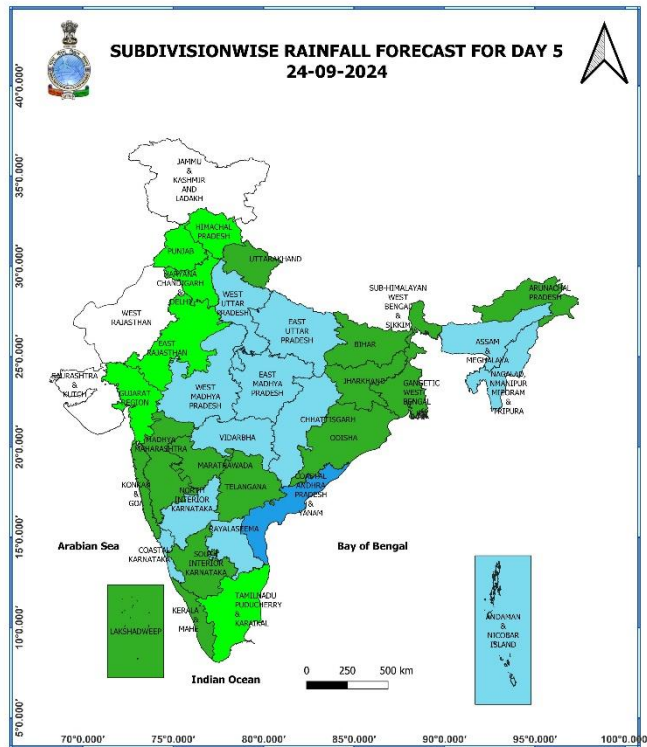 SUBDIVISIONWISE RAINFALL FORECAST FOR DAY 5
24-09-2024
40°0.000'
35°0.000'
30°0.000'
25°0.000'
20°0.000'
15°0.000'
10°0.000'
5°0.000'
JAMMU
&
KASHMIR
AND
LADAKH
HIMACHAL
PRADESH
PUNJAB
UTTARAKHAND
HARYANA
CHANDIGARH
&
DELHI
WEST
UTTAR
PRADESH
SUB-HIMALAYAN
WEST
BENGAL
&
SIKKIM
ARUNACHAL
PRADESH
WEST
RAJASTHAN
EAST
UTTAR
PRADESH
EAST
RAJASTHAN
BIHAR
ASSAM
&
MEGHALAYA
SAURASHTRA
&
KUTCH
GUJARAT
REGION
WEST
MADHYA
PRADESH
EAST
MADHYA
PRADESH
JHARKHAND
GANGETIC
WEST
BENGAL
NAGALAD,
NMANIPUR
MIZORAM
&
TRIPURA
CHHATTISGARH
VIDARBHA
ODISHA
MADHYA
MAHARASHTRA
MARATHAWADA
TELANGANA
COASTAL
ANDHRA
PRADESH
&
YANAM
KONKAN
&
GOA
NORTH
INTERIOR
KARNATAKA
RAYALASEEMA
Arabian Sea
Bay of Bengal
COASTAL
KARNATAKA
SOUTH
INTERIOR
KARNATAKA
TAMILNADU
PUDUCHERRY
&
KARAIKAL
KERALA
&
MAHE
LAKSHADWEEP
ANDAMAN
&
NICOBAR
ISLAND
Indian Ocean
0 250 500 km
70°0.000' 75°0.000' 80°0.000' 85°0.000' 90°0.000' 95°0.000' 100°0.000'